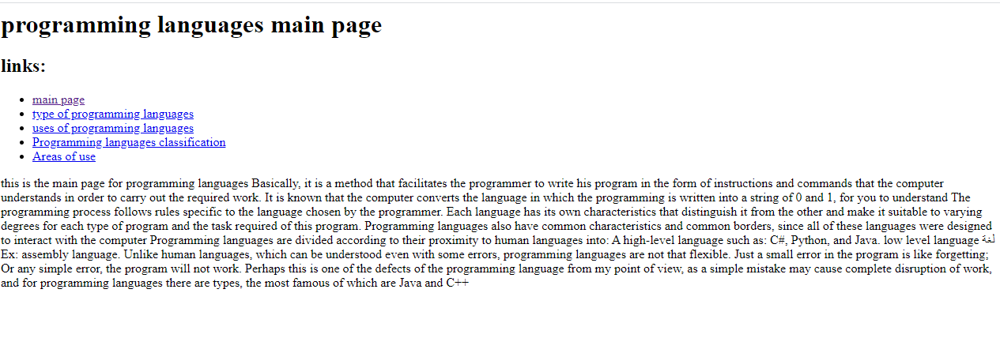 programming languages main page
links:
main page
type of programming languages
uses of programming languages
Programming languages classification
Areas of use
this is the main page for programming languages Basically, it is a method that facilitates the programmer to write his program in the form of instructions and commands that the computer
understands in order to carry out the required work. It is known that the computer converts the language in which the programming is written into a string of 0 and 1, for you to understand The
programming process follows rules specific to the language chosen by the programmer. Each language has its own characteristics that distinguish it from the other and make it suitable to varying
degrees for each type of program and the task required of this program. Programming languages also have common characteristics and common borders, since all of these languages were designed
to interact with the computer Programming languages are divided according to their proximity to human languages into: A high-level language such as: C#, Python, and Java. low level language لغة
Ex: assembly language. Unlike human languages, which can be understood even with some errors, programming languages are not that flexible. Just a small error in the program is like forgetting;
Or any simple error, the program will not work. Perhaps this is one of the defects of the programming language from my point of view, as a simple mistake may cause complete disruption of work,
and for programming languages there are types, the most famous of which are Java and C++